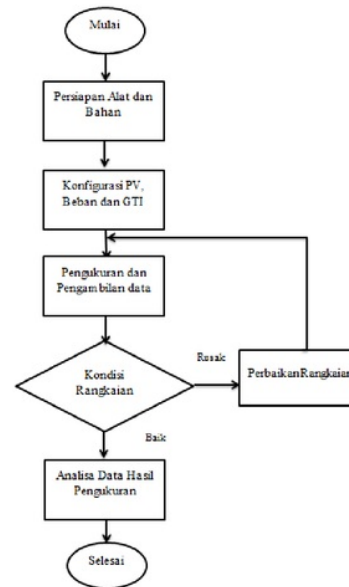 Mulai
Persiapan Alat dan
Bahan
Konfigurasi PV,
Beban dan GTI
Pengukuran dan
Pengambilan data
Kondisi
Rangkaian
Rusak
PerbaikanRangkaian
Baik
Analisa Data Hasil
Pengukuran
Selesai